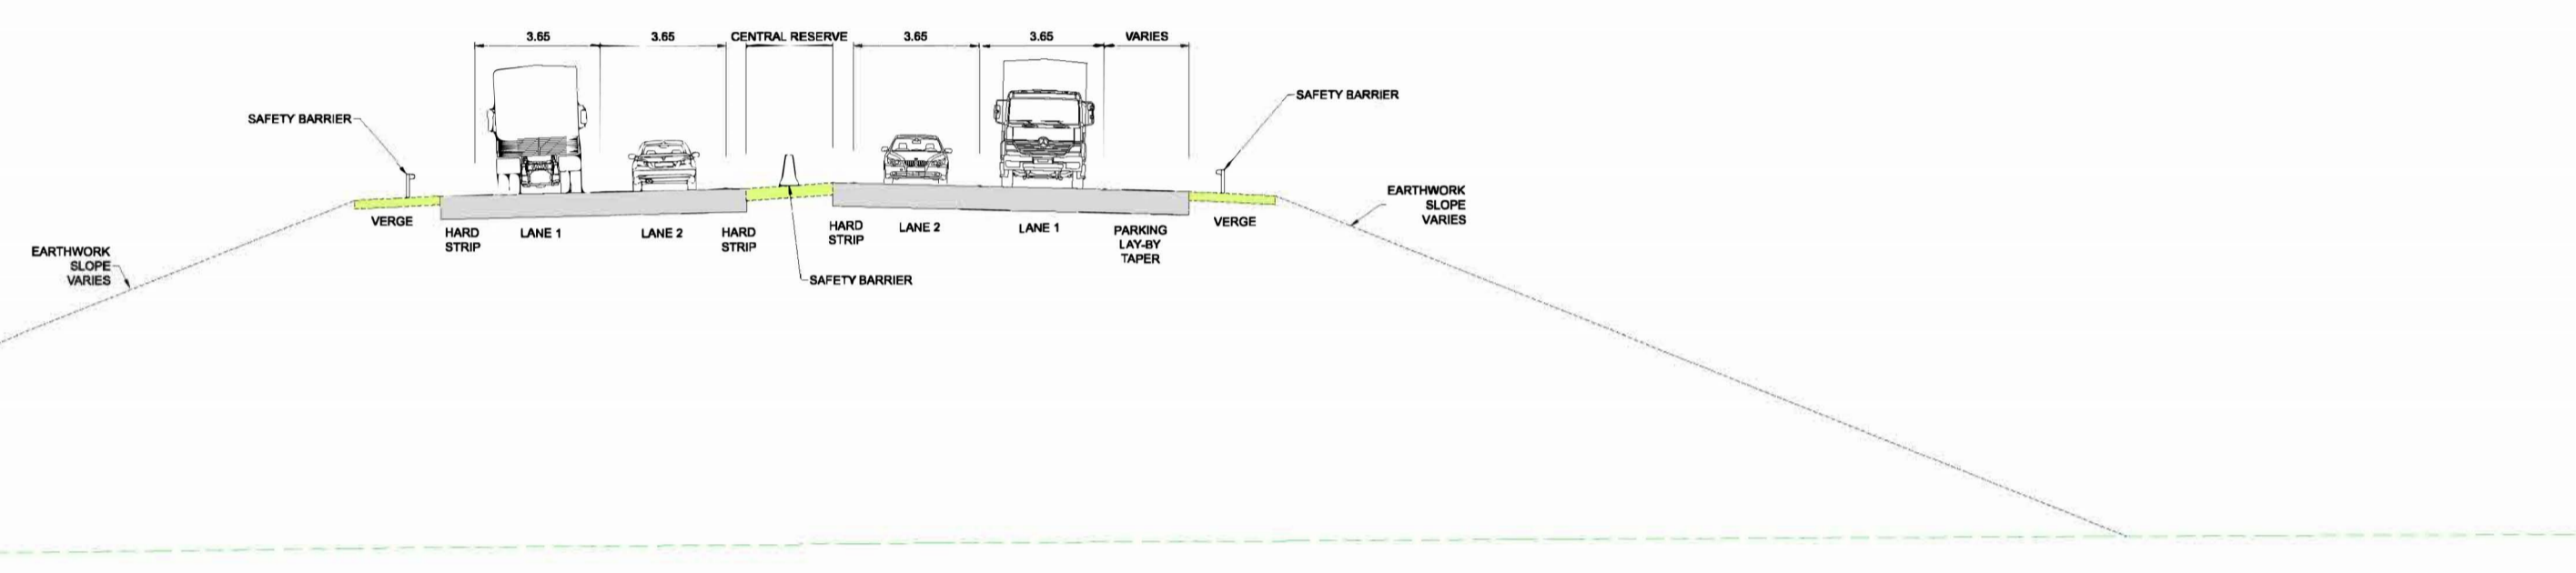 3.65
3.65
CENTRAL RESERVE
3.65
3.65
VARIES
SAFETY BARRIER
SAFETY BARRIER
EARTHWORK
SLOPE
VARIES
VERGE
HARD
STRIP
LANE 1
LANE 2
HARD
STRIP
HARD
STRIP
LANE 2
LANE 1
PARKING
LAY-BY
TAPER
VERGE
EARTHWORK
SLOPE
VARIES
SAFETY BARRIER